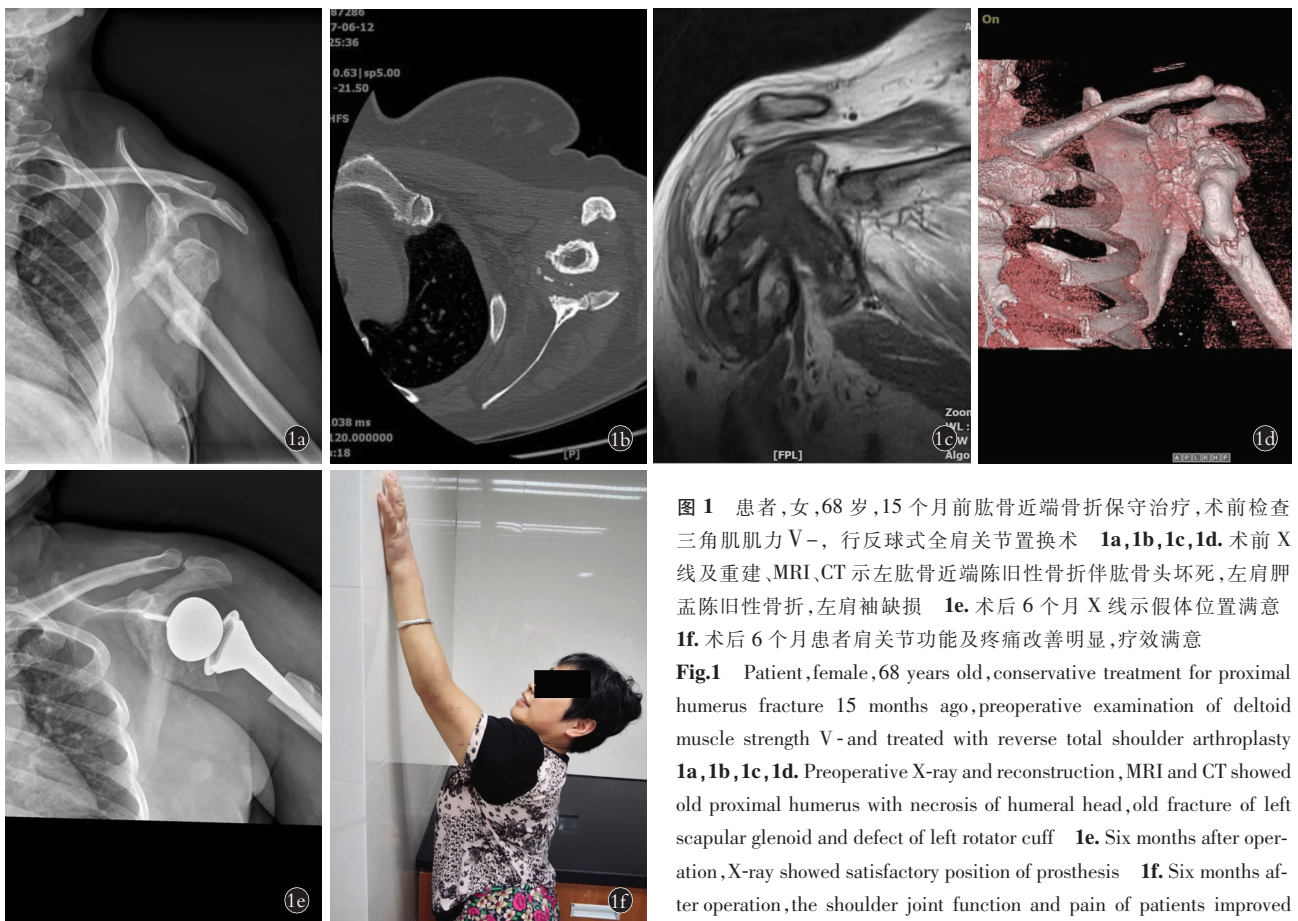 87286
7-06-12
25:36
0.63|sp5.00
-21.50
HFS
038 ms
120.000000
:18
[P]
1a
1b
[FPL]
Zoon
WL :
W
Algo
1c
On
A P L R H F
1d
1e
1f
图 1 患者,女,68 岁,15 个月前肱骨近端骨折保守治疗,术前检查
三角肌肌力Ⅴ-, 行反球式全肩关节置换术 1a,1b,1c,1d. 术前 X
线及重建、MRI、CT 示左肱骨近端陈旧性骨折伴肱骨头坏死,左肩胛
盂陈旧性骨折,左肩袖缺损 1e. 术后 6 个月 X 线示假体位置满意
1f. 术后 6 个月患者肩关节功能及疼痛改善明显,疗效满意
Fig.1 Patient,female,68 years old,conservative treatment for proximal
humerus fracture 15 months ago,preoperative examination of deltoid
muscle strength V-and treated with reverse total shoulder arthroplasty
1a,1b,1c,1d. Preoperative X-ray and reconstruction,MRI and CT showed
old proximal humerus with necrosis of humeral head,old fracture of left
scapular glenoid and defect of left rotator cuff 1e. Six months after oper-
ation,X-ray showed satisfactory position of prosthesis 1f. Six months af-
ter operation,the shoulder joint function and pain of patients improved